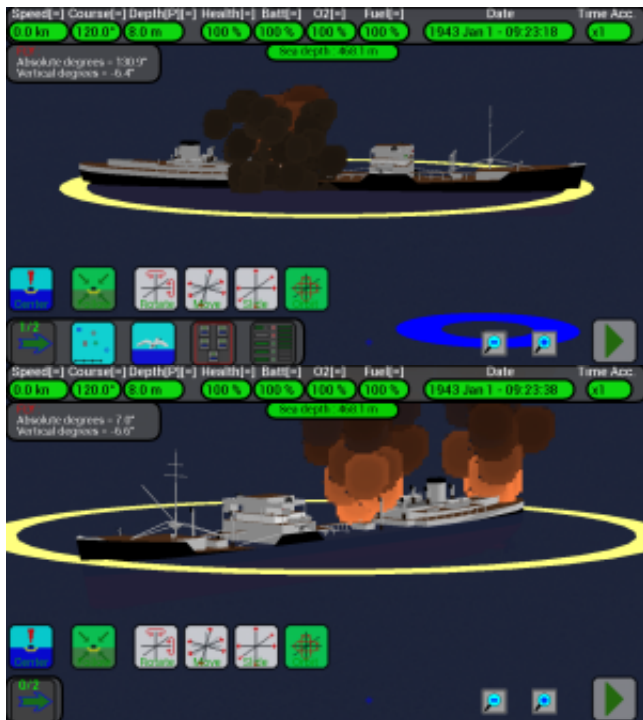 Speed[=] Course[=] Depth[P][=] Health[=] Batt[=] O2[=] Fuel[=] Date Time Acc
0.0 kn 120.0° 8.0 m 100 % 100 % 100 % 100 % 1943 Jan 1 - 09:23:18 x1
Sea depth : 468.1 m
Absolute degrees = 130.9°
Vertical degrees = -6.4°
Center Rotate Move Slide
1/2
Speed[=] Course[=] Depth[P][=] Health[=] Batt[=] O2[=] Fuel[=] Date Time Acc
0.0 kn 120.0° 8.0 m 100 % 100 % 100 % 100 % 1943 Jan 1 - 09:23:38 x1
Sea depth : 468.1 m
Absolute degrees = 7.0°
Vertical degrees = -6.6°
Center Rotate Move Slide
0/2